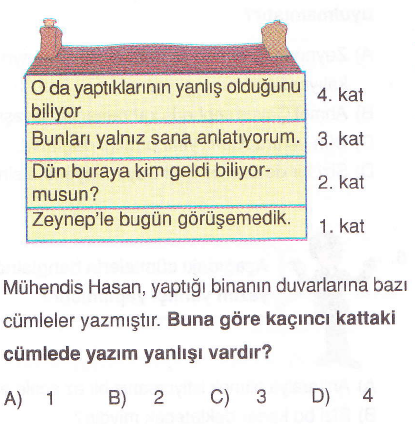 O da yaptıklarının yanlış olduğunu
biliyor
4. kat
Bunları yalnız sana anlatıyorum.
3. kat
Dün buraya kim geldi biliyor-
musun?
2. kat
Zeynep'le bugün görüşemedik.
1. kat
Mühendis Hasan, yaptığı binanın duvarlarına bazı
cümleler yazmıştır. Buna göre kaçıncı kattaki
cümlede yazım yanlışı vardır?
A) 1 B) 2 C) 3 D) 4